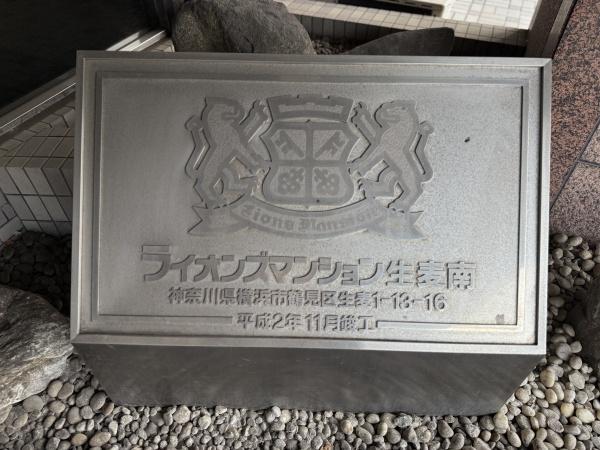 Lions Mansion
ライオンズマンション生麦南
神奈川県横浜市鶴見区生麦1-13-16
平成2年11月竣工